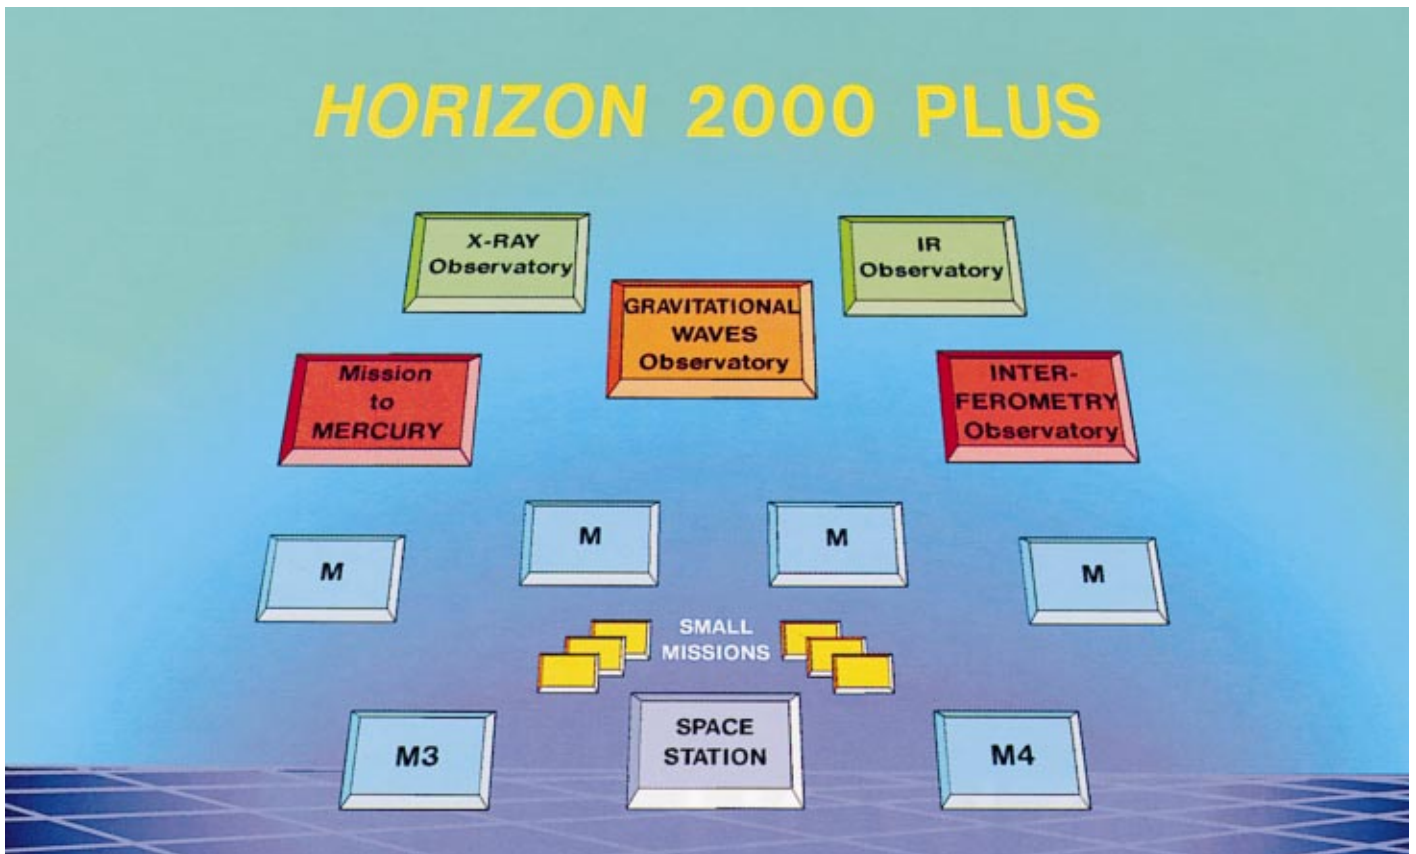 HORIZON 2000 PLUS
X-RAY
Observatory
IR
Observatory
GRAVITATIONAL
WAVES
Observatory
Mission
to
MERCURY
INTER-
FEROMETRY
Observatory
M
M
M
M
SMALL
MISSIONS
M3
SPACE
STATION
M4